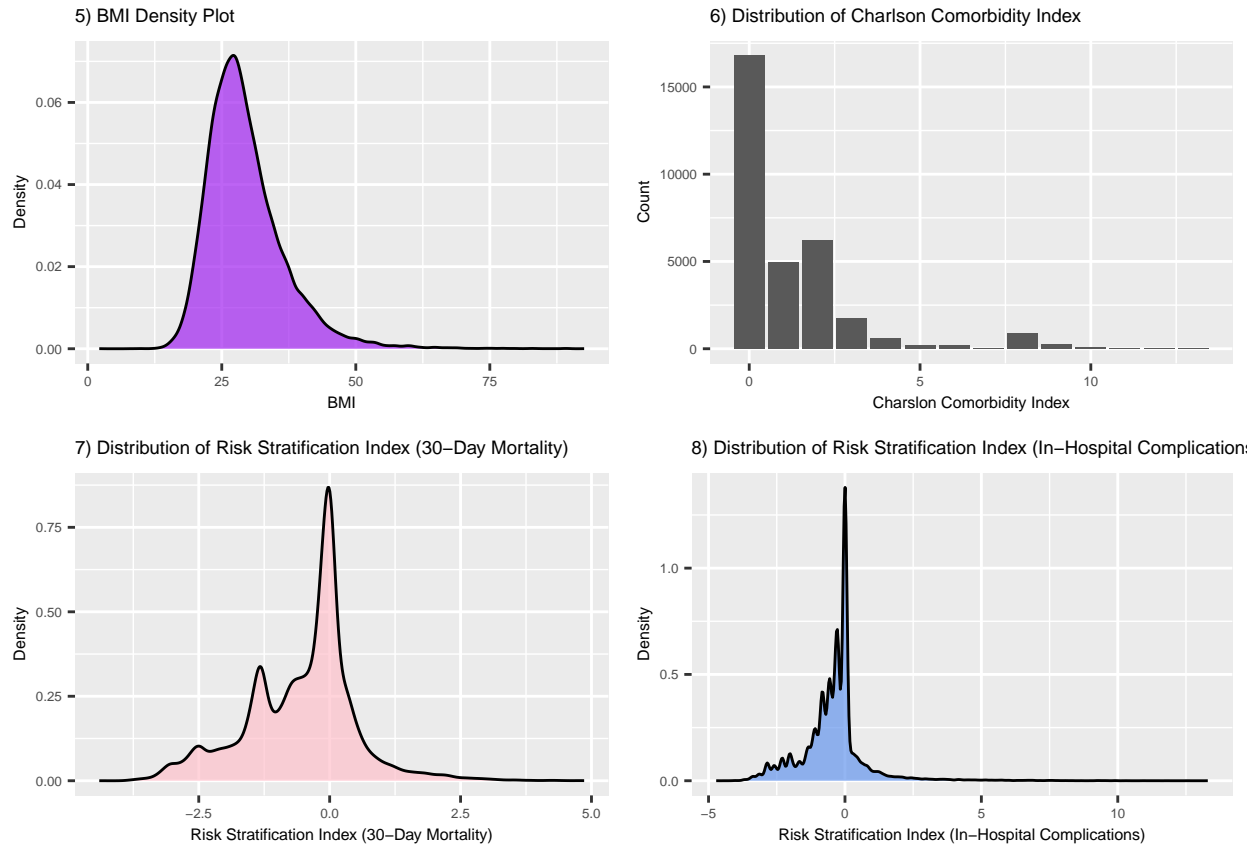 5) BMI Density Plot
0.06
0.04
0.02
0.00
Density
0
25
50
75
BMI
6) Distribution of Charlson Comorbidity Index
15000
10000
5000
0
Count
0
5
10
Charslon Comorbidity Index
7) Distribution of Risk Stratification Index (30−Day Mortality)
0.75
0.50
0.25
0.00
Density
−2.5
0.0
2.5
5.0
Risk Stratification Index (30−Day Mortality)
8) Distribution of Risk Stratification Index (In−Hospital Complications
1.0
0.5
0.0
Density
−5
0
5
10
Risk Stratification Index (In−Hospital Complications)